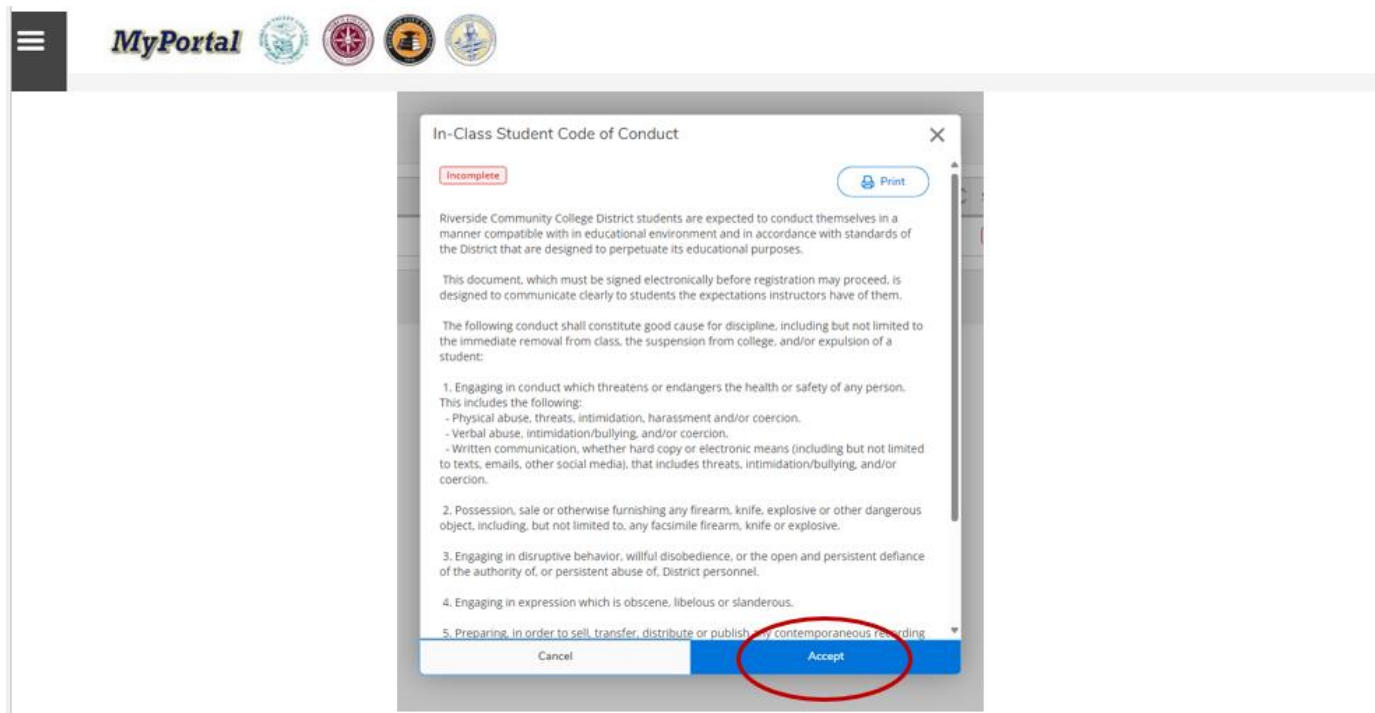 MyPortal
In-Class Student Code of Conduct
Incomplete
Print
Riverside Community College District students are expected to conduct themselves in a
manner compatible with in educational environment and in accordance with standards of
the District that are designed to perpetuate its educational purposes.
This document, which must be signed electronically before registration may proceed, is
designed to communicate clearly to students the expectations instructors have of them.
The following conduct shall constitute good cause for discipline, including but not limited to
the immediate removal from class, the suspension from college, and/or expulsion of a
student:
1. Engaging in conduct which threatens or endangers the health or safety of any person.
This includes the following:
- Physical abuse, threats, intimidation, harassment and/or coercion.
- Verbal abuse, intimidation/bullying, and/or coercion.
- Written communication, whether hard copy or electronic means (including but not limited
to texts, emails, other social media), that includes threats, intimidation/bullying, and/or
coercion.
2. Possession, sale or otherwise furnishing any firearm, knife, explosive or other dangerous
object, including, but not limited to, any facsimile firearm, knife or explosive.
3. Engaging in disruptive behavior, willful disobedience, or the open and persistent defiance
of the authority of, or persistent abuse of, District personnel.
4. Engaging in expression which is obscene, libelous or slanderous.
5. Preparing, in order to sell, transfer, distribute or publish any contemporaneous recording
Cancel
Accept